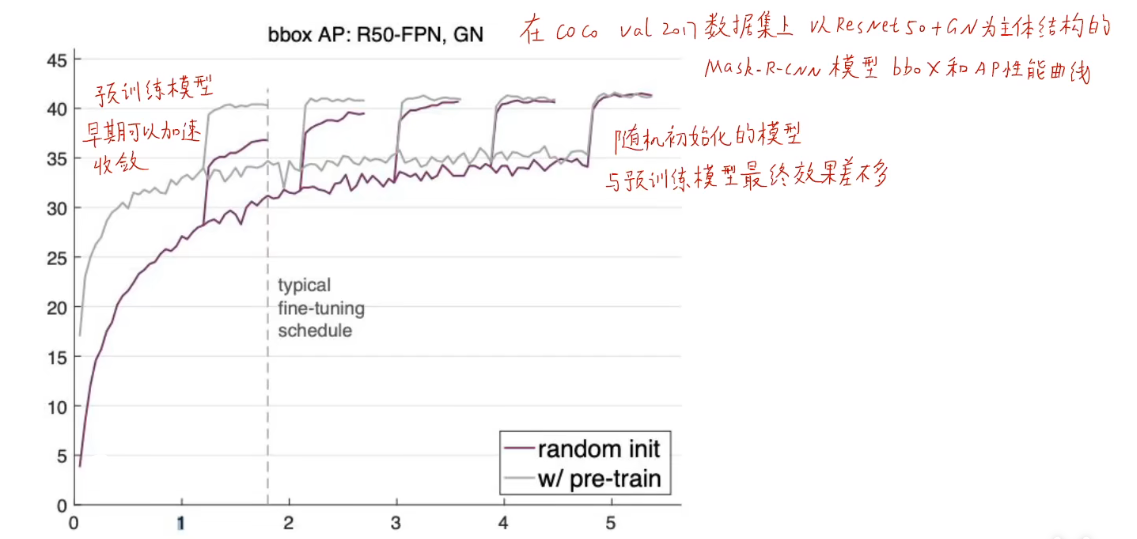 bbox AP: R50-FPN, GN
在 COCO val 2017 数据集上 以ResNet50+GN为主体结构的
Mask-R-CNN 模型 bbox和AP性能曲线
预训练模型
早期可以加速
收敛
随机初始化的模型
与预训练模型最终效果差不多
typical
fine-tuning
schedule
random init
w/ pre-train
45
40
35
30
25
20
15
10
5
0
0 1 2 3 4 5